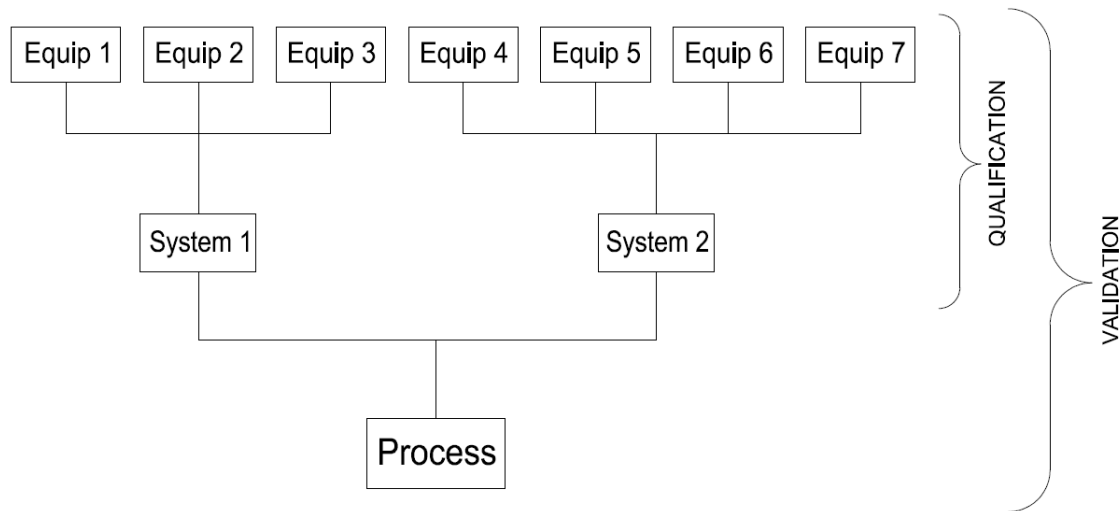 Equip 1
Equip 2
Equip 3
Equip 4
Equip 5
Equip 6
Equip 7
QUALIFICATION
VALIDATION
System 1
System 2
Process